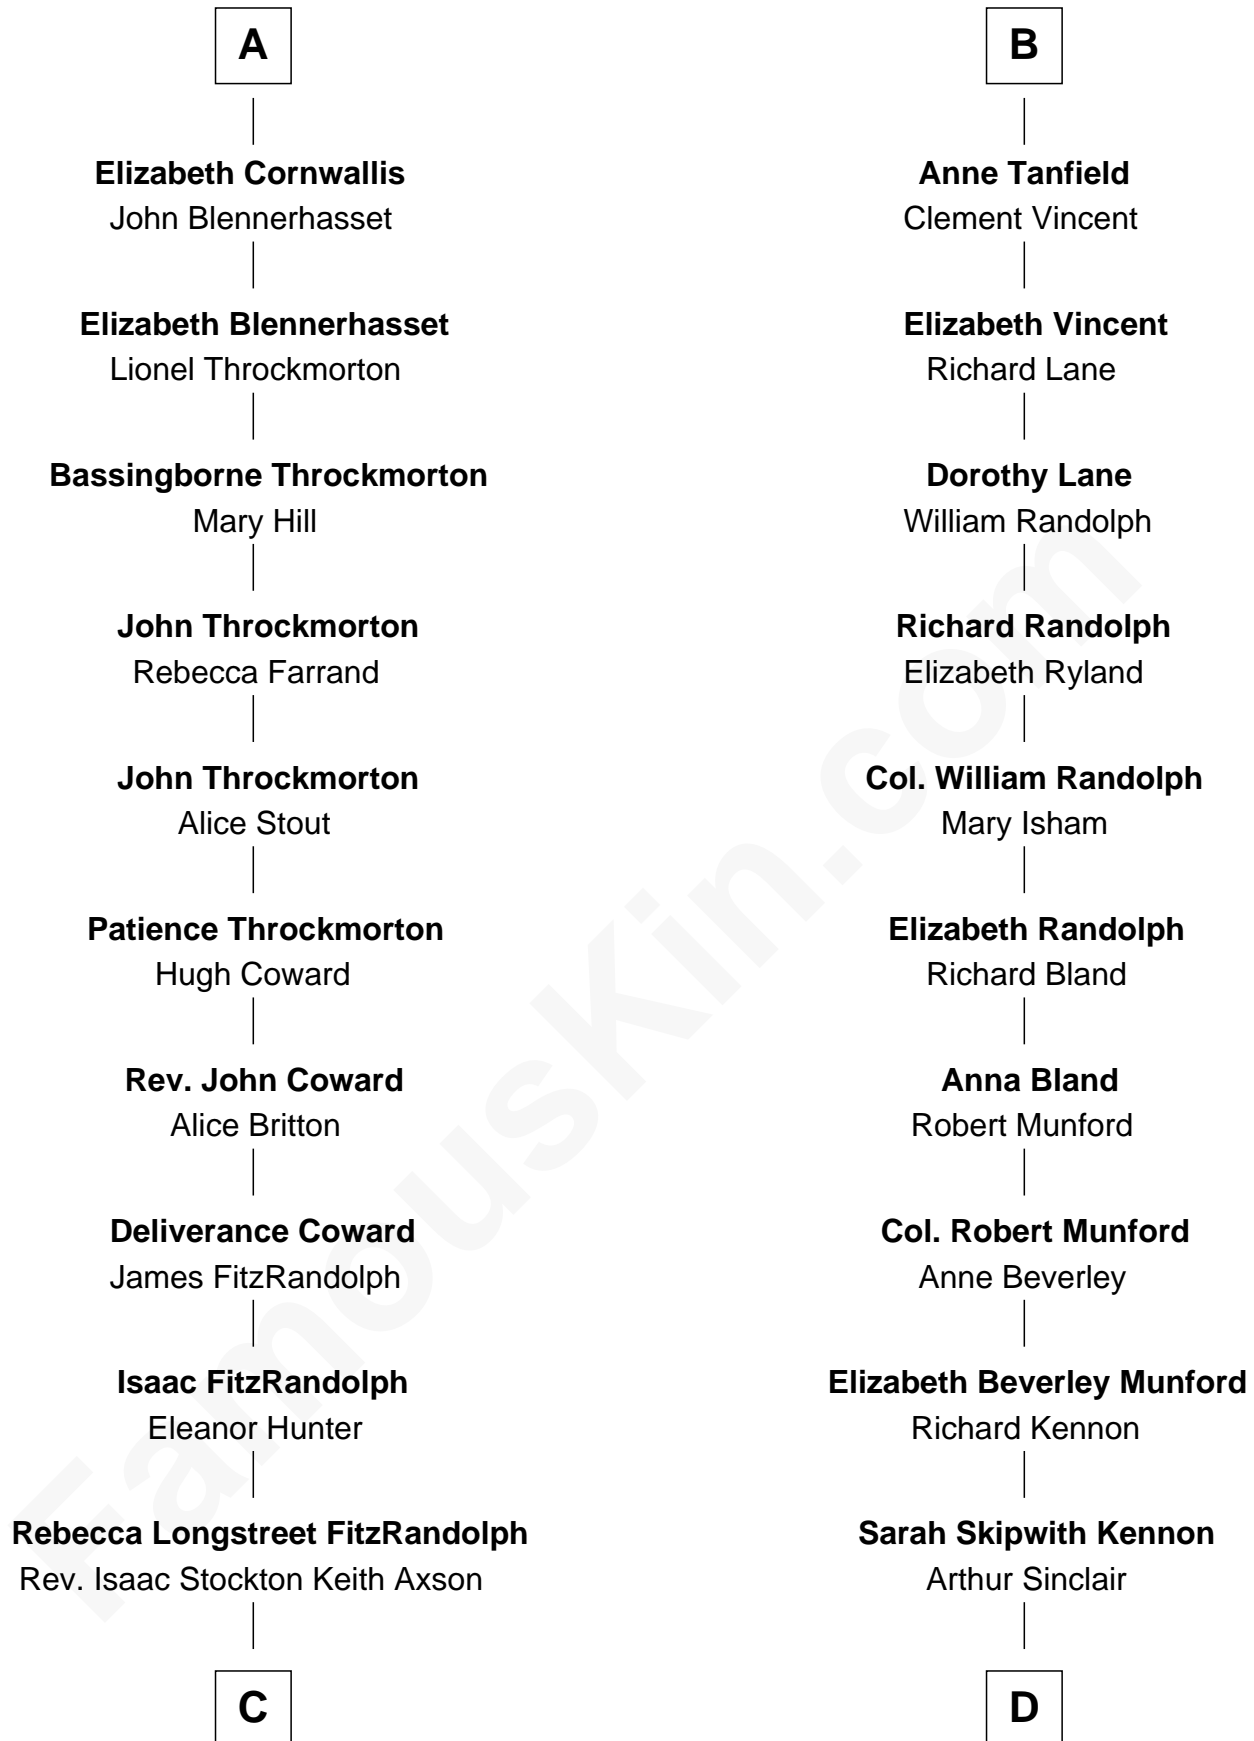 A
Elizabeth Cornwallis
John Blennerhasset
Elizabeth Blennerhasset
Lionel Throckmorton
Bassingborne Throckmorton
Mary Hill
John Throckmorton
Rebecca Farrand
John Throckmorton
Alice Stout
Patience Throckmorton
Hugh Coward
Rev. John Coward
Alice Britton
Deliverance Coward
James FitzRandolph
Isaac FitzRandolph
Eleanor Hunter
Rebecca Longstreet FitzRandolph
Rev. Isaac Stockton Keith Axson
C
B
Anne Tanfield
Clement Vincent
Elizabeth Vincent
Richard Lane
Dorothy Lane
William Randolph
Richard Randolph
Elizabeth Ryland
Col. William Randolph
Mary Isham
Elizabeth Randolph
Richard Bland
Anna Bland
Robert Munford
Col. Robert Munford
Anne Beverley
Elizabeth Beverley Munford
Richard Kennon
Sarah Skipwith Kennon
Arthur Sinclair
D
FamousKin.com